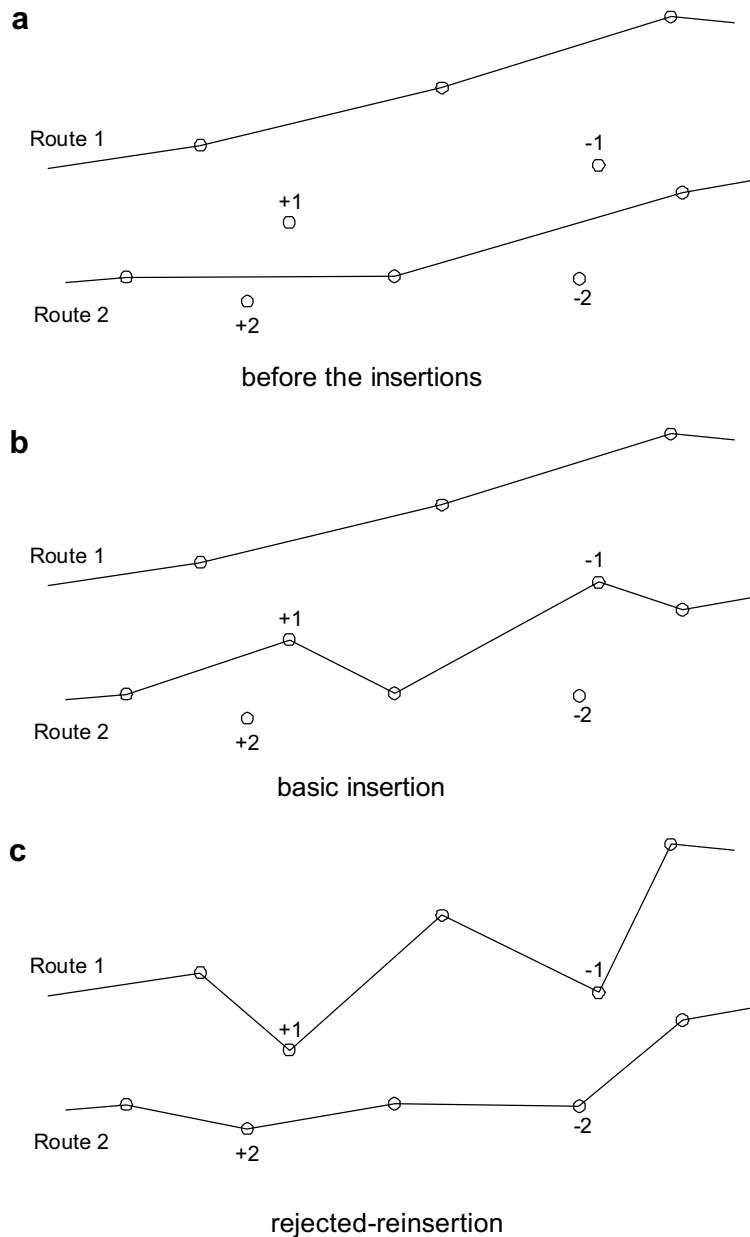 a
Route 1
-1
+1
Route 2
+2
-2
before the insertions
b
Route 1
-1
+1
Route 2
+2
-2
basic insertion
c
Route 1
-1
+1
Route 2
+2
-2
rejected-reinsertion